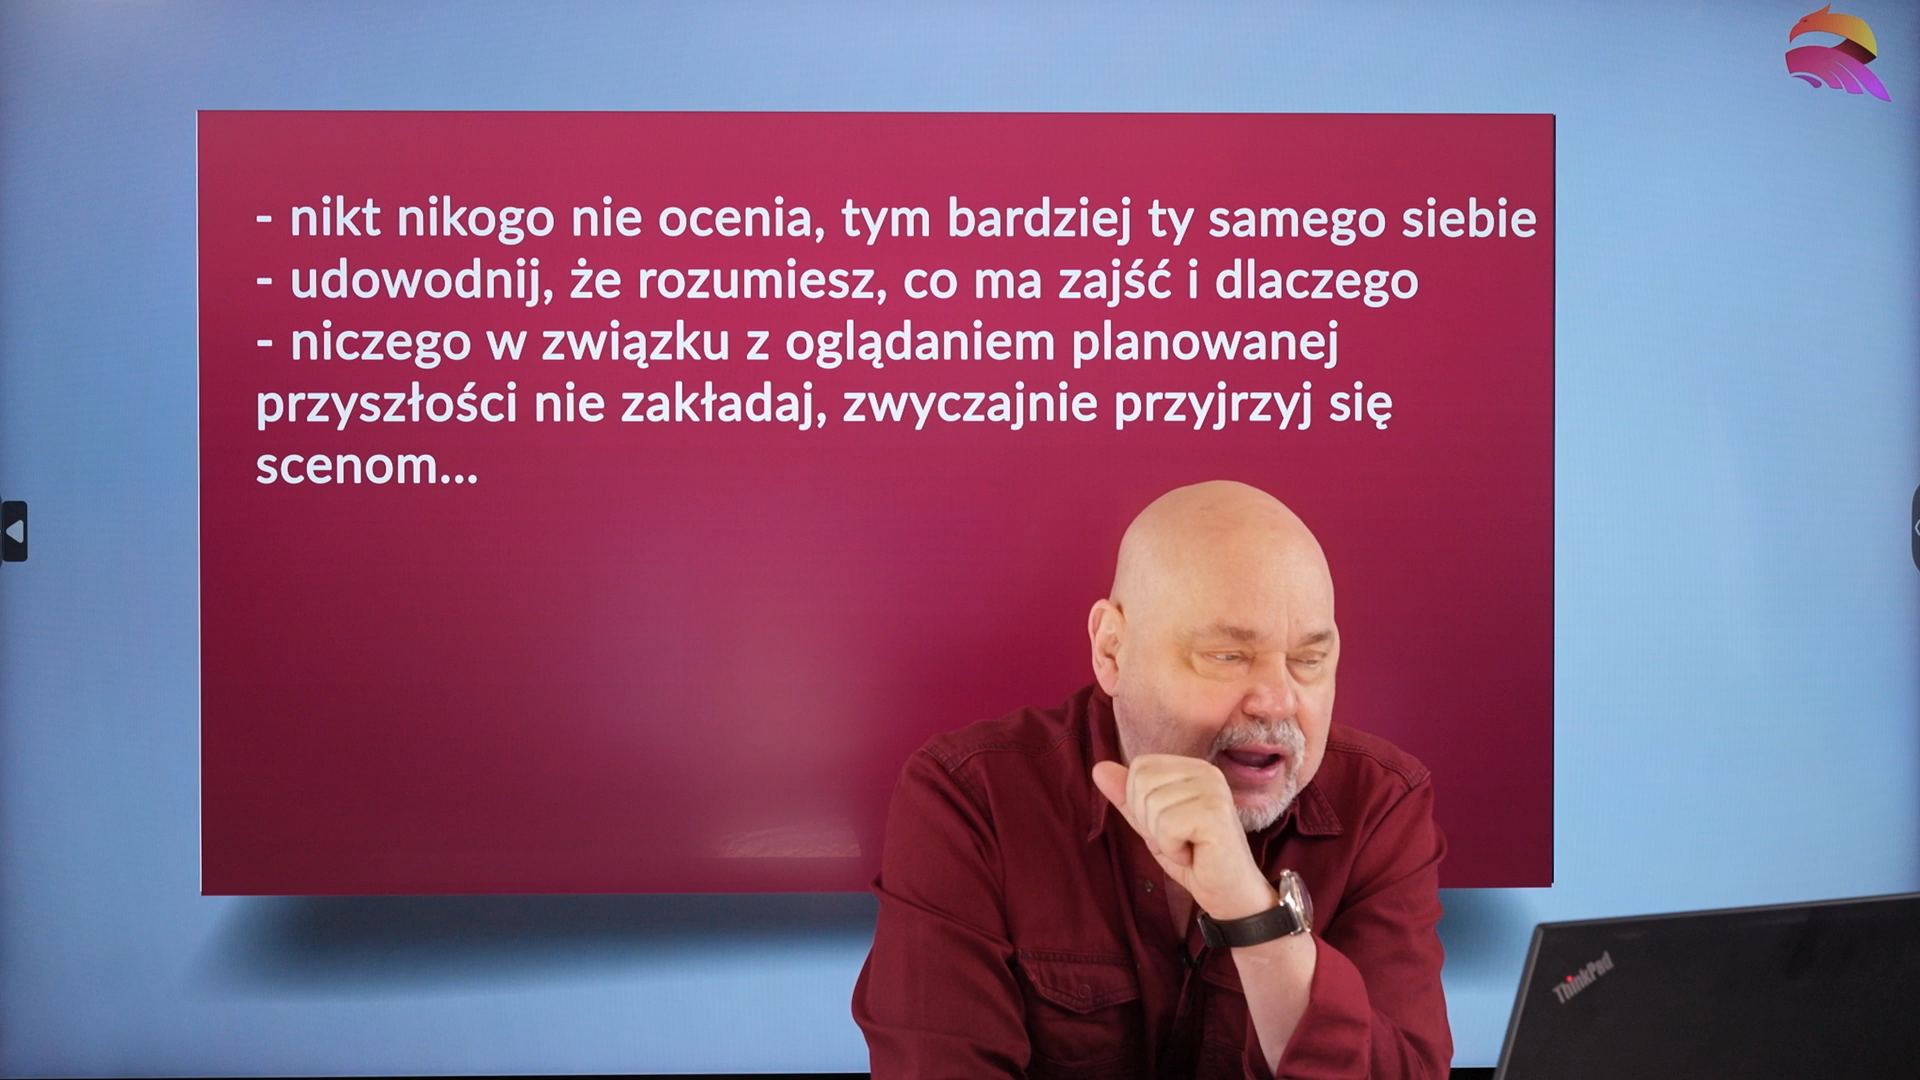 - nikt nikogo nie ocenia, tym bardziej ty samego siebie
- udowodnij, że rozumiesz, co ma zajść i dlaczego
- niczego w związku z oglądaniem planowanej
przyszłości nie zakładaj, zwyczajnie przyjrzyj się
scenom...
ThinkPad